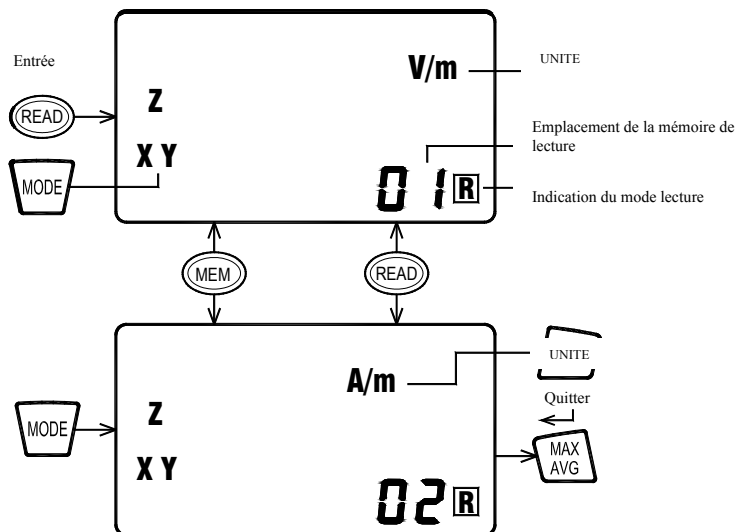 Entrée
V/m
UNITE
Z
READ
Emplacement de la mémoire de
lecture
X Y
MODE
01 R
Indication du mode lecture
MEM
READ
A/m
UNITE
Z
Quitter
MODE
MAX
AVG
X Y
02 R